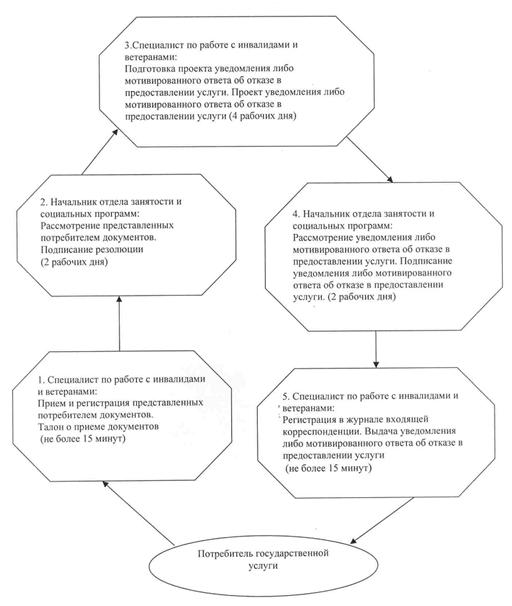 3.Специалист по работе с инвалидами и
ветеранами:
Подготовка проекта уведомления либо
мотивированного ответа об отказе в
предоставлении услуги. Проект уведомления либо
мотивированного ответа об отказе в
предоставлении услуги (4 рабочих дня)
2. Начальник отдела занятости и
социальных программ:
Рассмотрение представленных
потребителем документов.
Подписание резолюции
(2 рабочих дня)
4. Начальник отдела занятости и
социальных программ:
Рассмотрение уведомления либо
мотивированного ответа об отказе в
предоставлении услуги. Подписание
уведомления либо мотивированного
ответа об отказе в предоставлении
услуги. (2 рабочих дня)
1. Специалист по работе с инвалидами
и ветеранами:
Прием и регистрация представленных
потребителем документов.
Талон о приеме документов
(не более 15 минут)
5. Специалист по работе с инвалидами и
ветеранами:
Регистрация в журнале входящей
корреспонденции. Выдача уведомления
либо мотивированного ответа об отказе в
предоставлении услуги
(не более 15 минут)
Потребитель государственной
услуги